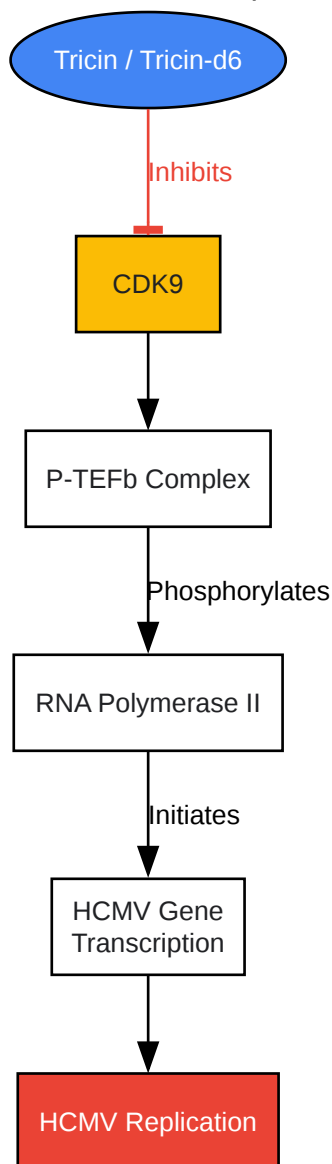 Tricin / Tricin-d6
Inhibits
CDK9
P-TEFb Complex
Phosphorylates
RNA Polymerase II
Initiates
HCMV Gene
Transcription
HCMV Replication